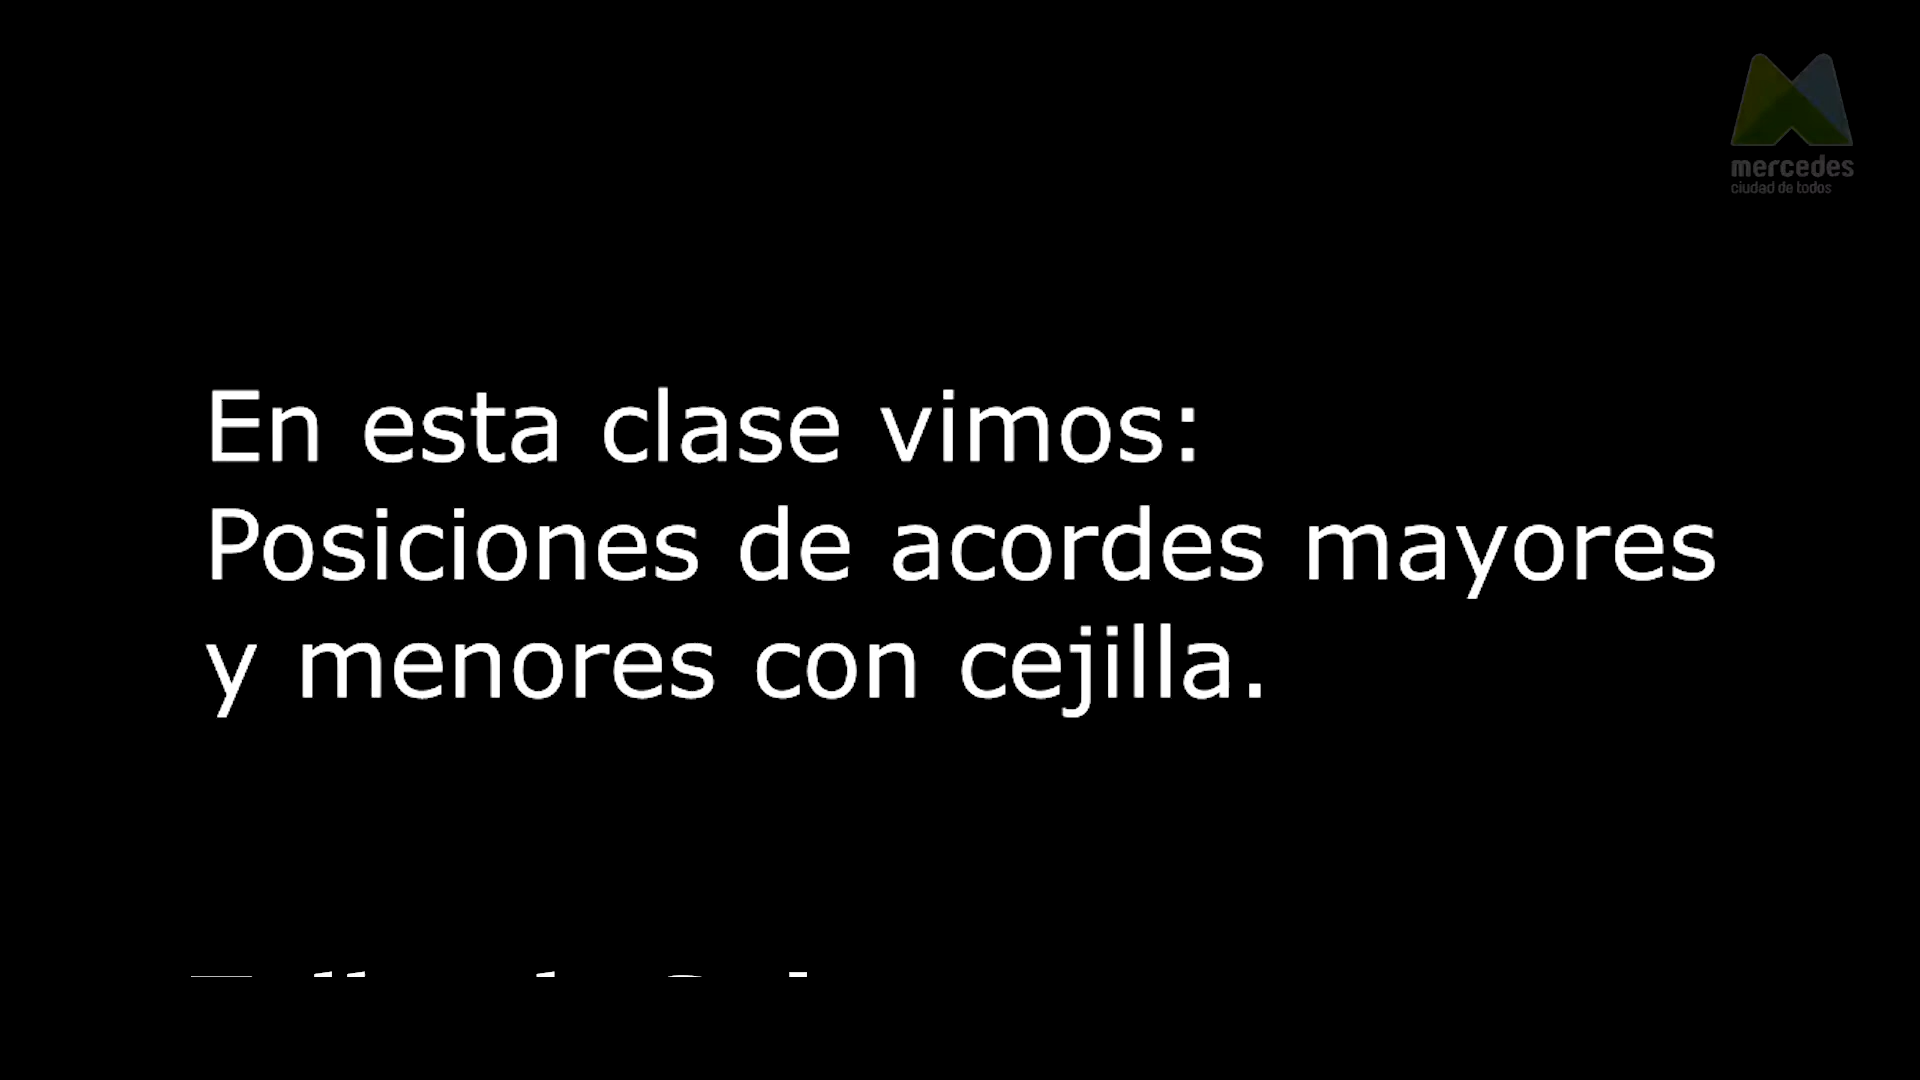 mercedes
ciudad de todos
En esta clase vimos:
Posiciones de acordes mayores
y menores con cejilla.